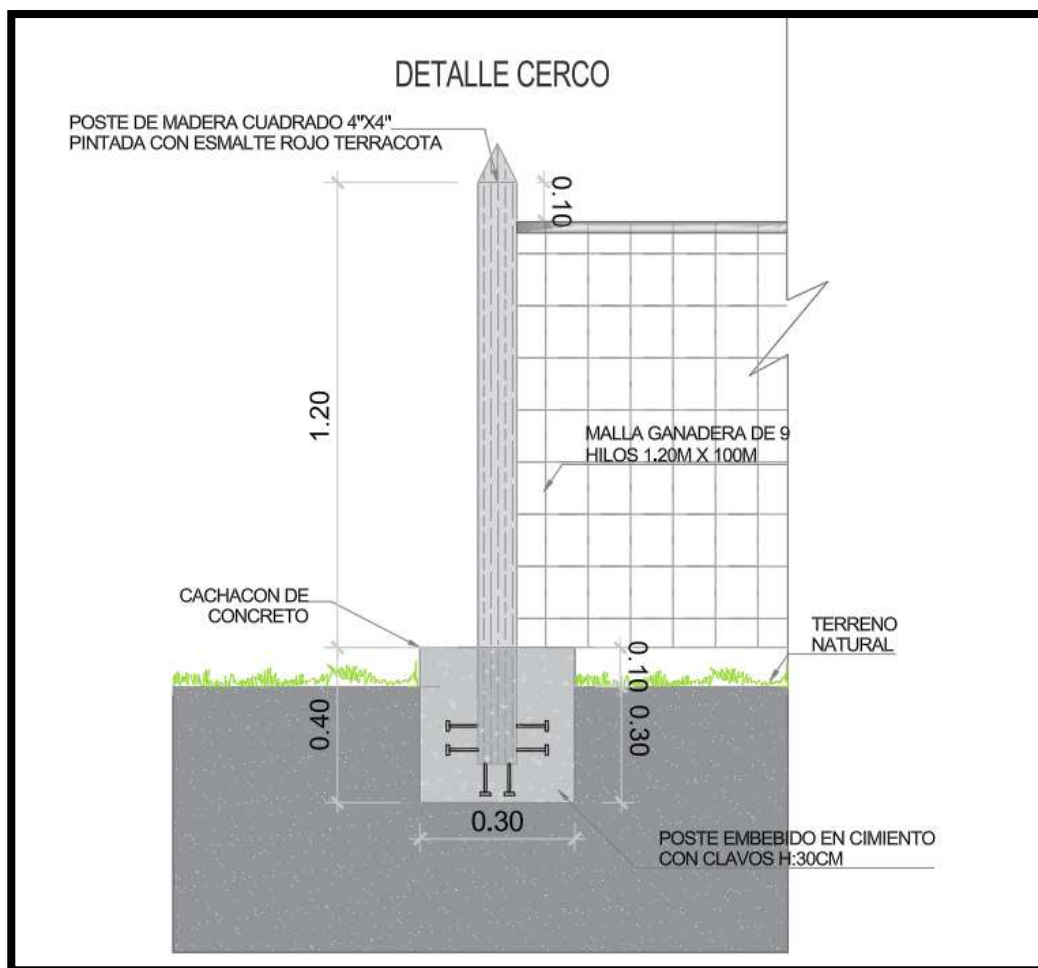 DETALLE CERCO
POSTE DE MADERA CUADRADO 4"X4"
PINTADA CON ESMALTE ROJO TERRACOTA
0.10
1.20
MALLA GANADERA DE 9
HILOS 1.20M X 100M
CACHACON DE
CONCRETO
TERRENO
NATURAL
0.10
0.40
0.30
0.30
POSTE EMBEBIDO EN CIMIENTO
CON CLAVOS H:30CM